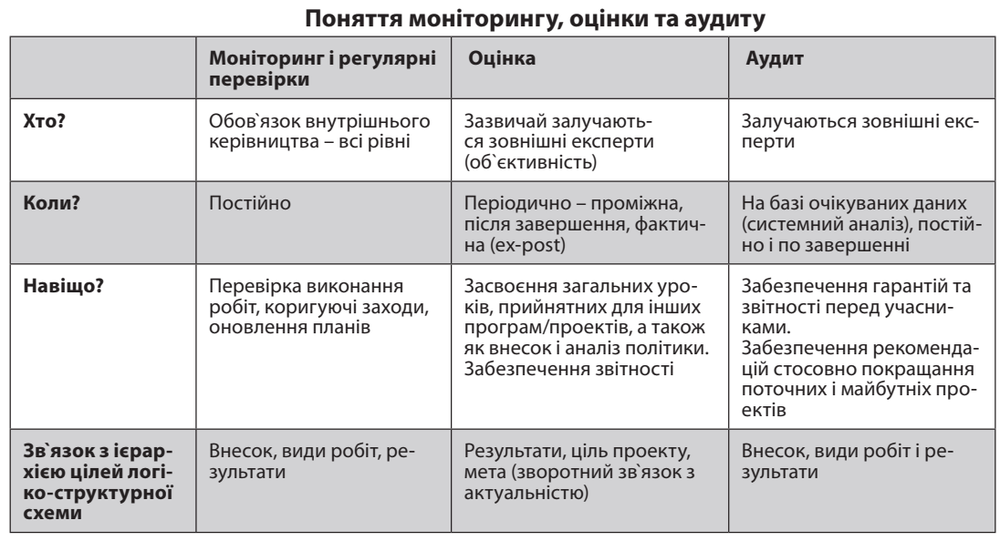 Поняття моніторингу, оцінки та аудиту
Моніторинг і регулярні
перевірки
Оцінка
Аудит
Хто?
Обов`язок внутрішнього
керівництва – всі рівні
Зазвичай залучають-
ся зовнішні експерти
(об`єктивність)
Залучаються зовнішні екс-
перти
Коли?
Постійно
Періодично – проміжна,
після завершення, фактич-
на (ex-post)
На базі очікуваних даних
(системний аналіз), постій-
но і по завершенні
Навіщо?
Перевірка виконання
робіт, коригуючі заходи,
оновлення планів
Засвоєння загальних уро-
ків, прийнятних для інших
програм/проектів, а також
як внесок і аналіз політики.
Забезпечення звітності
Забезпечення гарантій та
звітності перед учасни-
ками.
Забезпечення рекоменда-
цій стосовно покращання
поточних і майбутніх про-
ектів
Зв`язок з ієрар-
хією цілей логі-
ко-структурної
схеми
Внесок, види робіт, ре-
зультати
Результати, ціль проекту,
мета (зворотний зв`язок з
актуальністю)
Внесок, види робіт і ре-
зультати